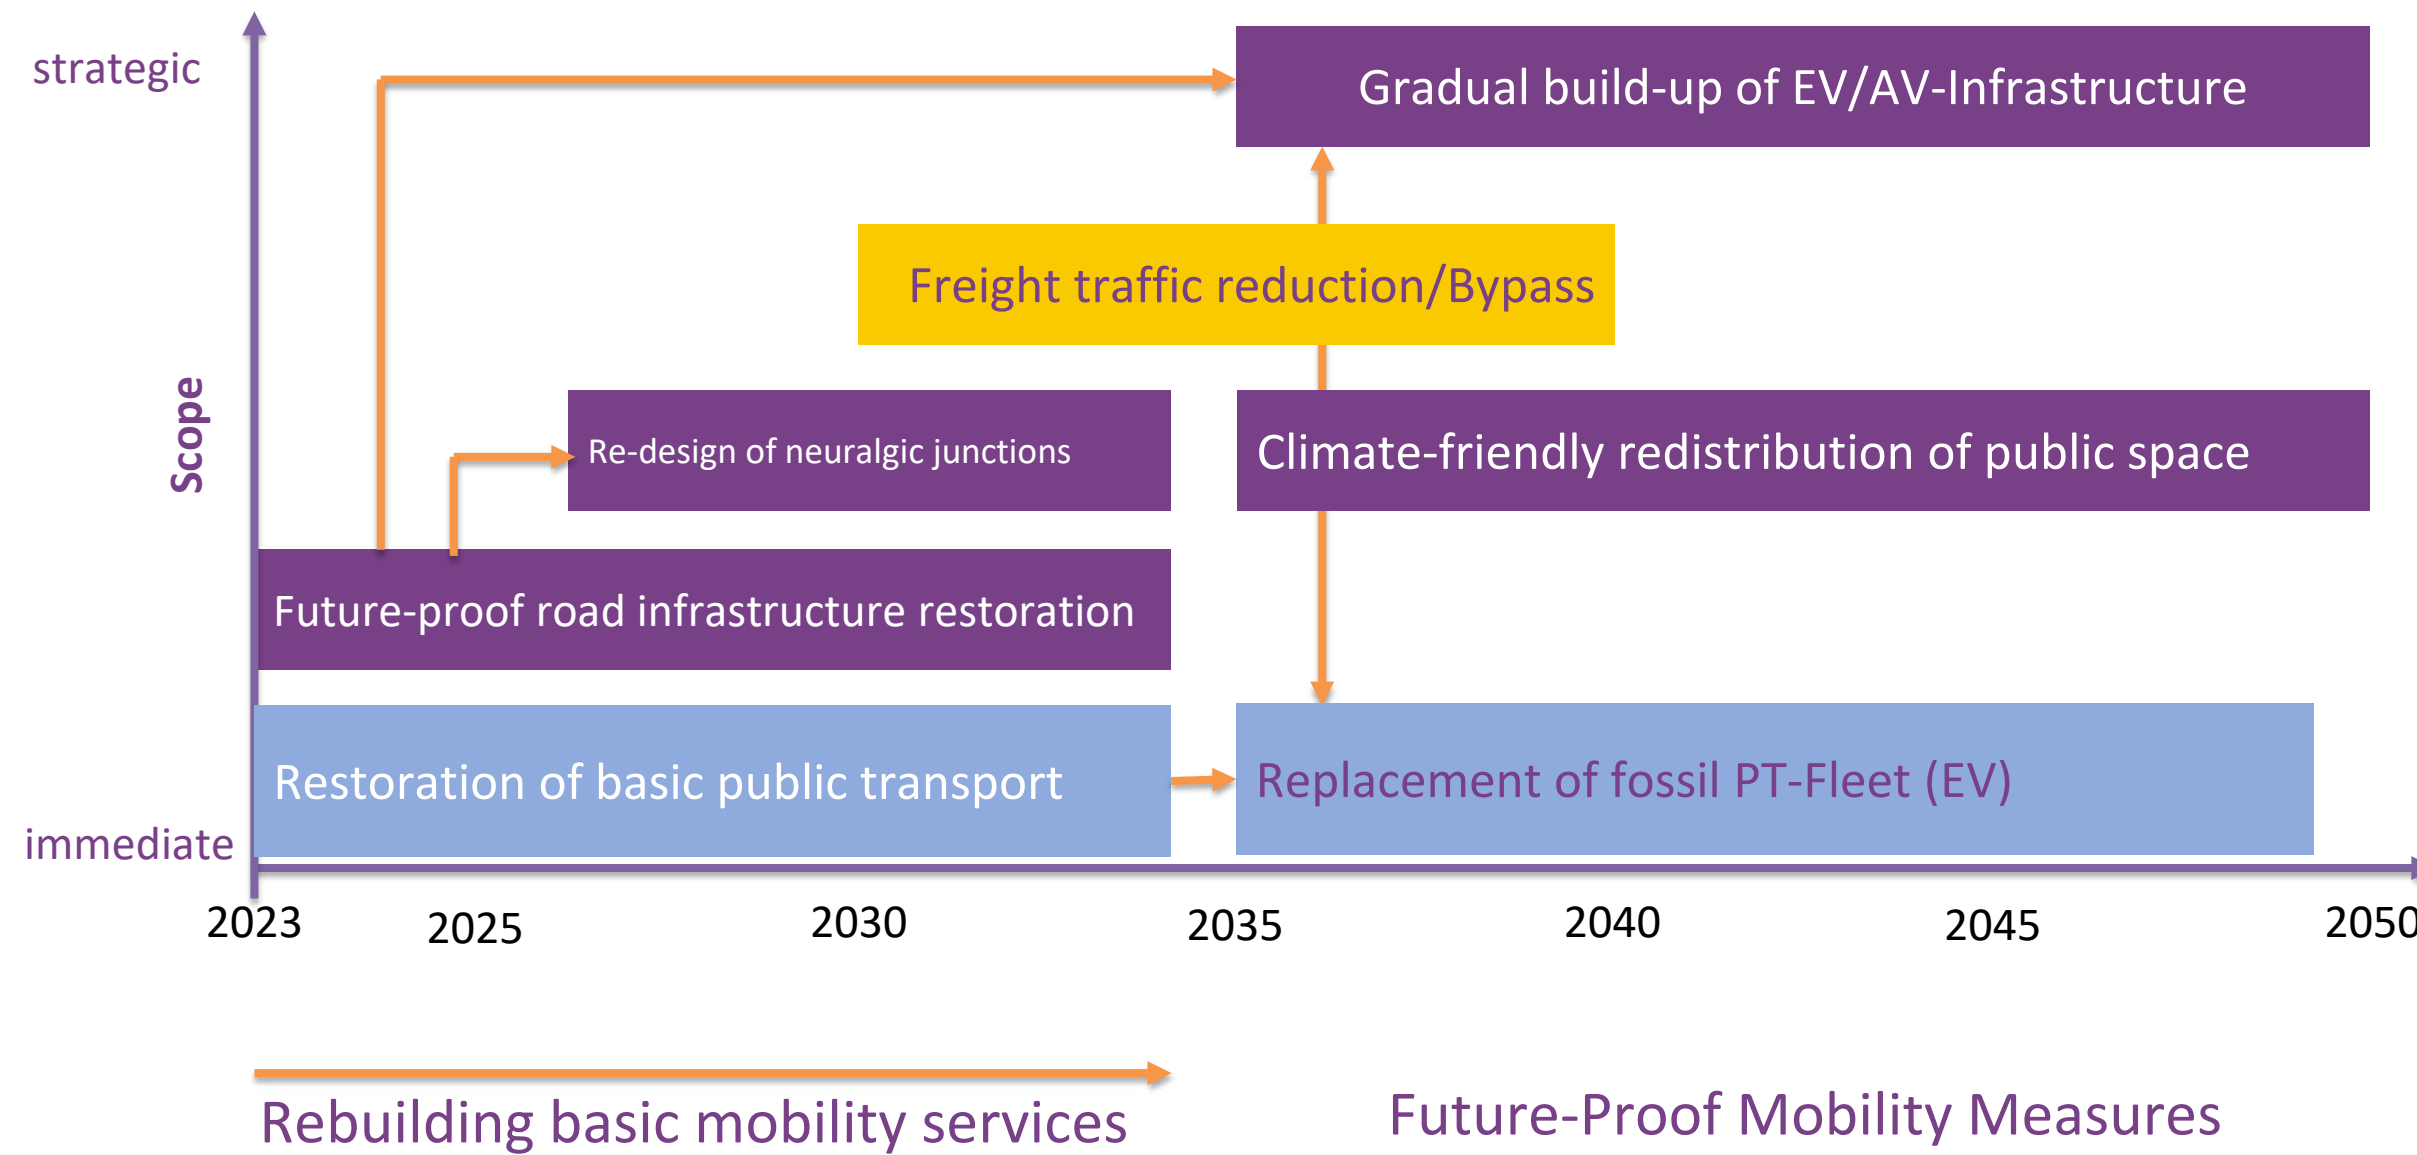 strategic
Gradual build-up of EV/AV-Infrastructure
Freight traffic reduction/Bypass
Scope
Re-design of neuralgic junctions
Climate-friendly redistribution of public space
Future-proof road infrastructure restoration
Restoration of basic public transport
Replacement of fossil PT-Fleet (EV)
immediate
2023
2025
2030
2035
2040
2045
2050
Rebuilding basic mobility services
Future-Proof Mobility Measures